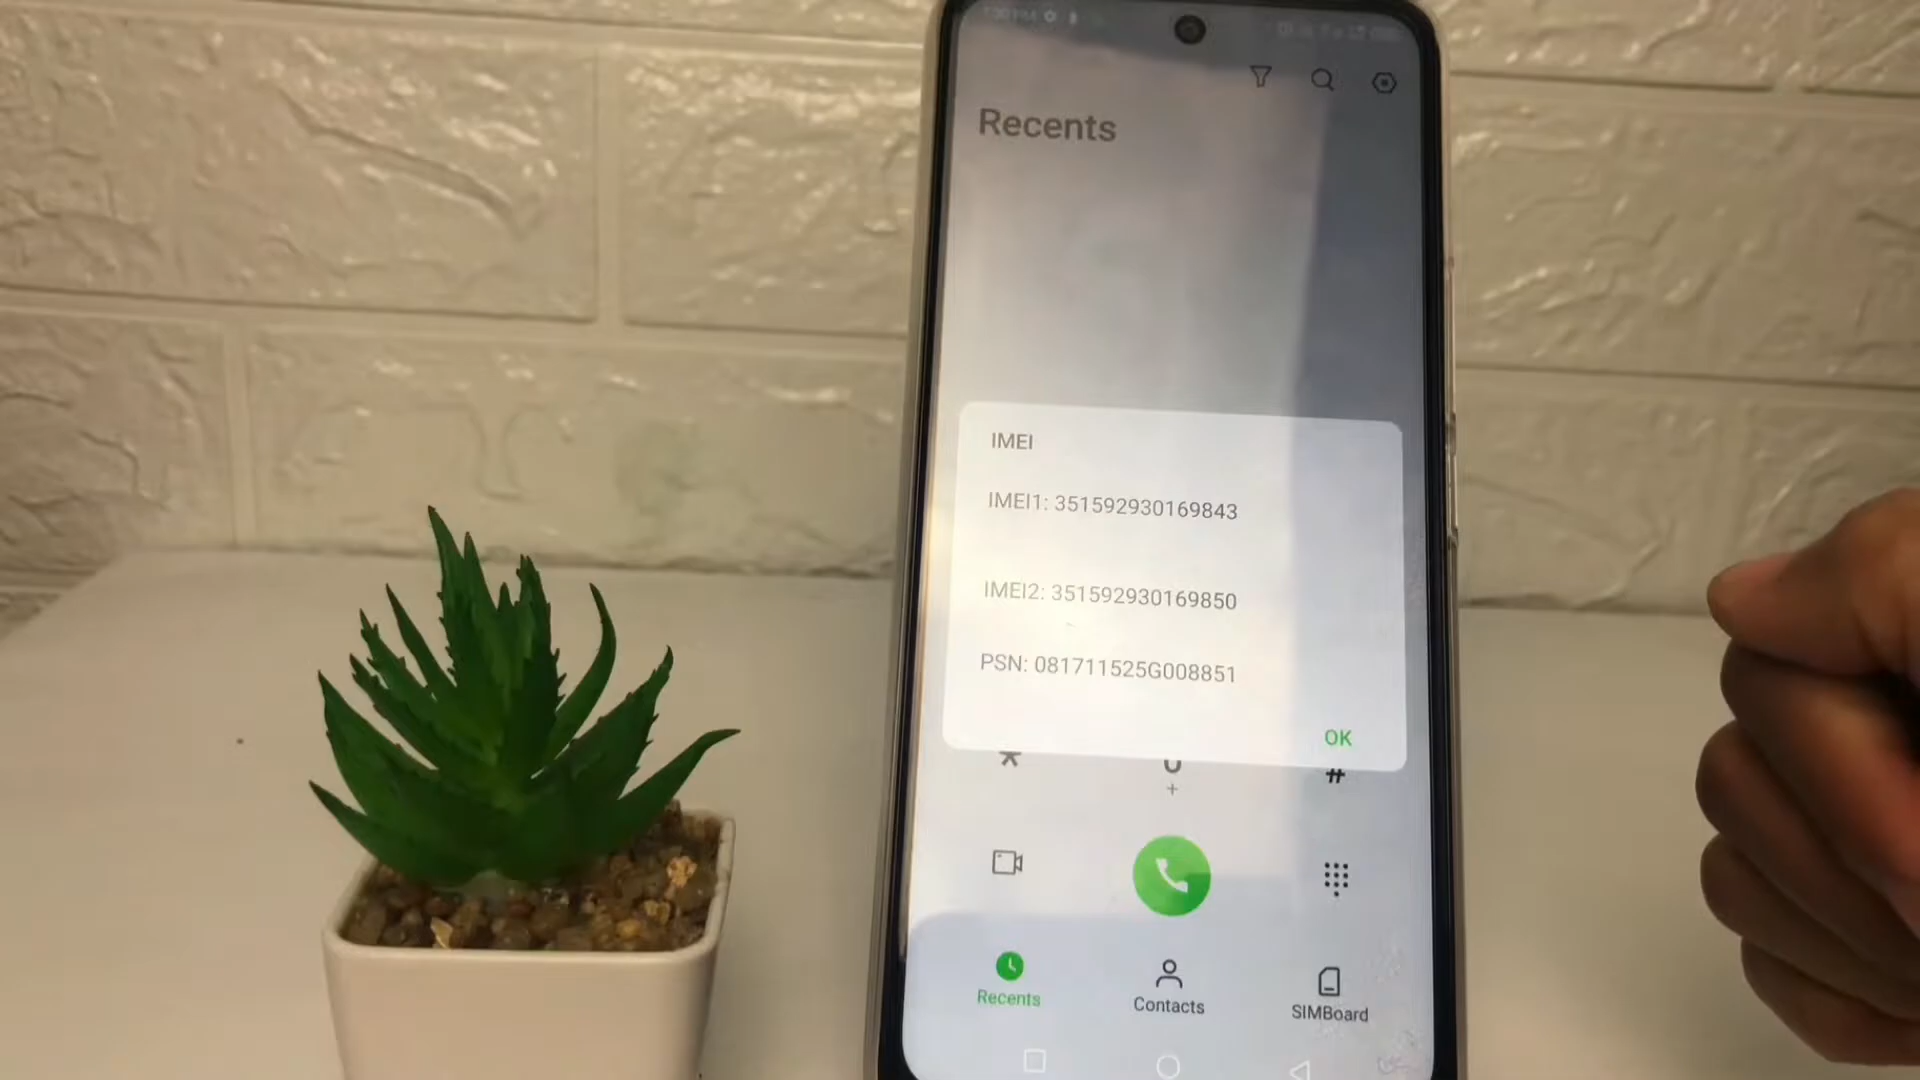 Recents
IMEI
IMEI1: 351592930169843
IMEI2: 351592930169850
PSN: 081711525G008851
OK
+
#
Recents
Contacts
SIMBoard